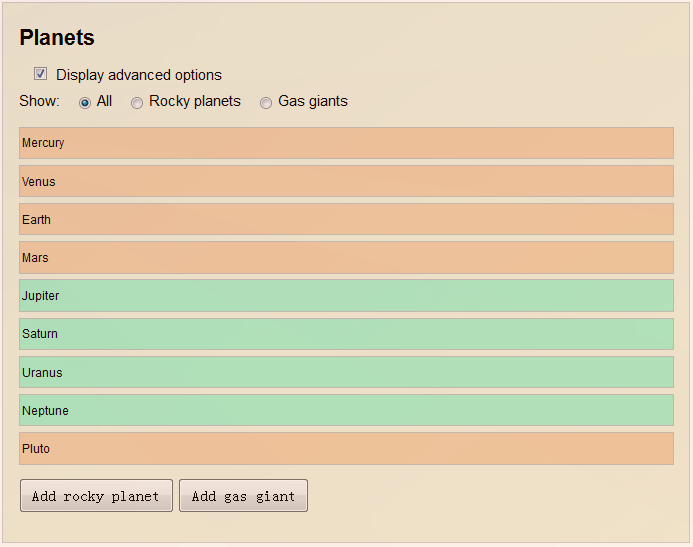 Planets
Display advanced options
Show: All Rocky planets Gas giants
Mercury
Venus
Earth
Mars
Jupiter
Saturn
Uranus
Neptune
Pluto
Add rocky planet Add gas giant